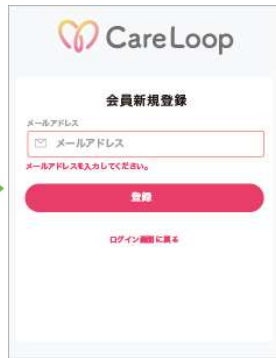 CareLoop
会員新規登録
メールアドレス
メールアドレス
メールアドレスを入力してください。
登録
ログイン画面に戻る